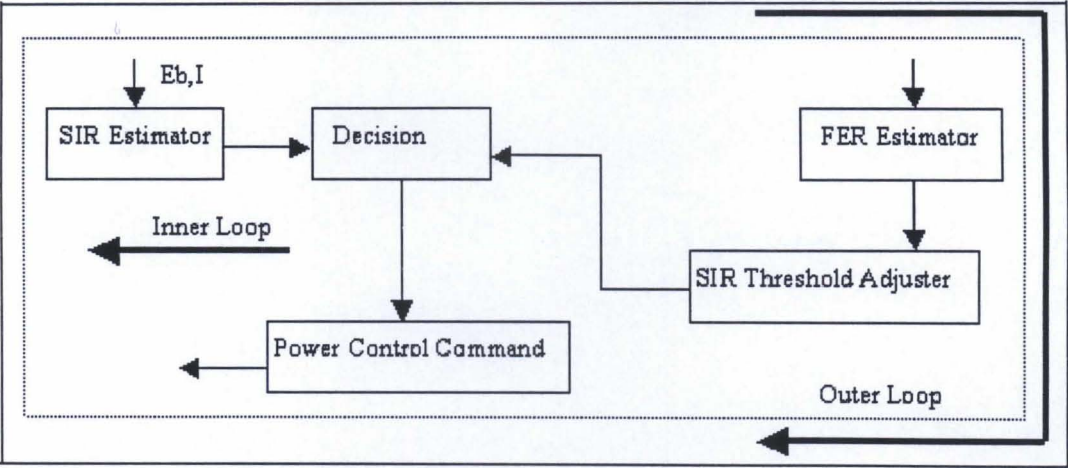 Eb,I
SIR Estimator
Decision
FER Estimator
Inner Loop
SIR Threshold Adjuster
Power Control Command
Outer Loop